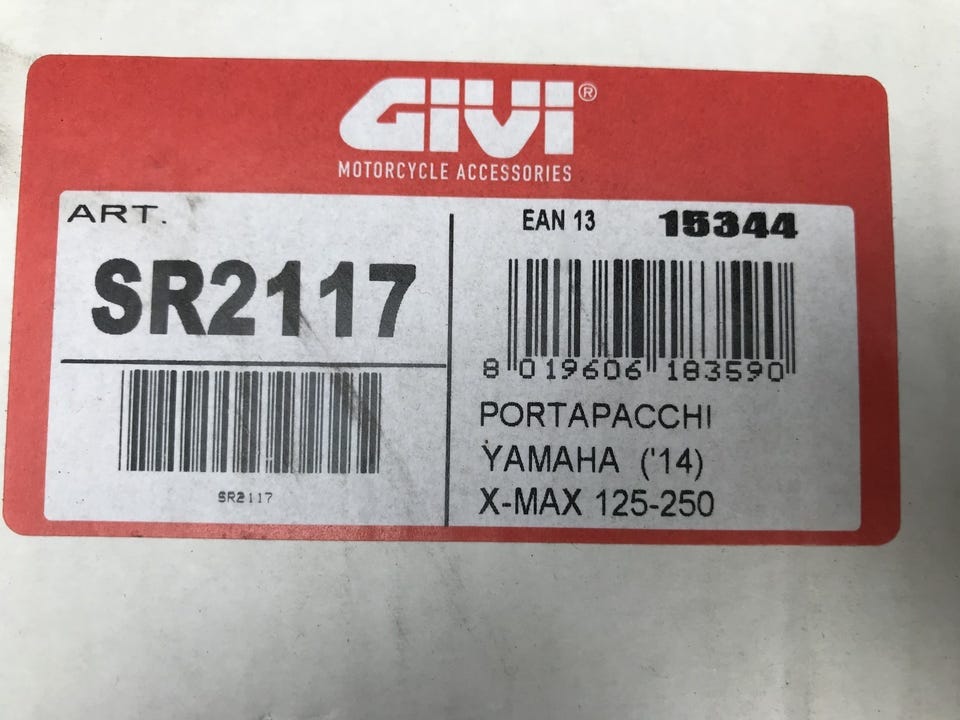 GIVI®
MOTORCYCLE ACCESSORIES
ART.
SR2117
SR2117
EAN 13 15344
8 019606 183590
PORTAPACCHI
YAMAHA ('14)
X-MAX 125-250